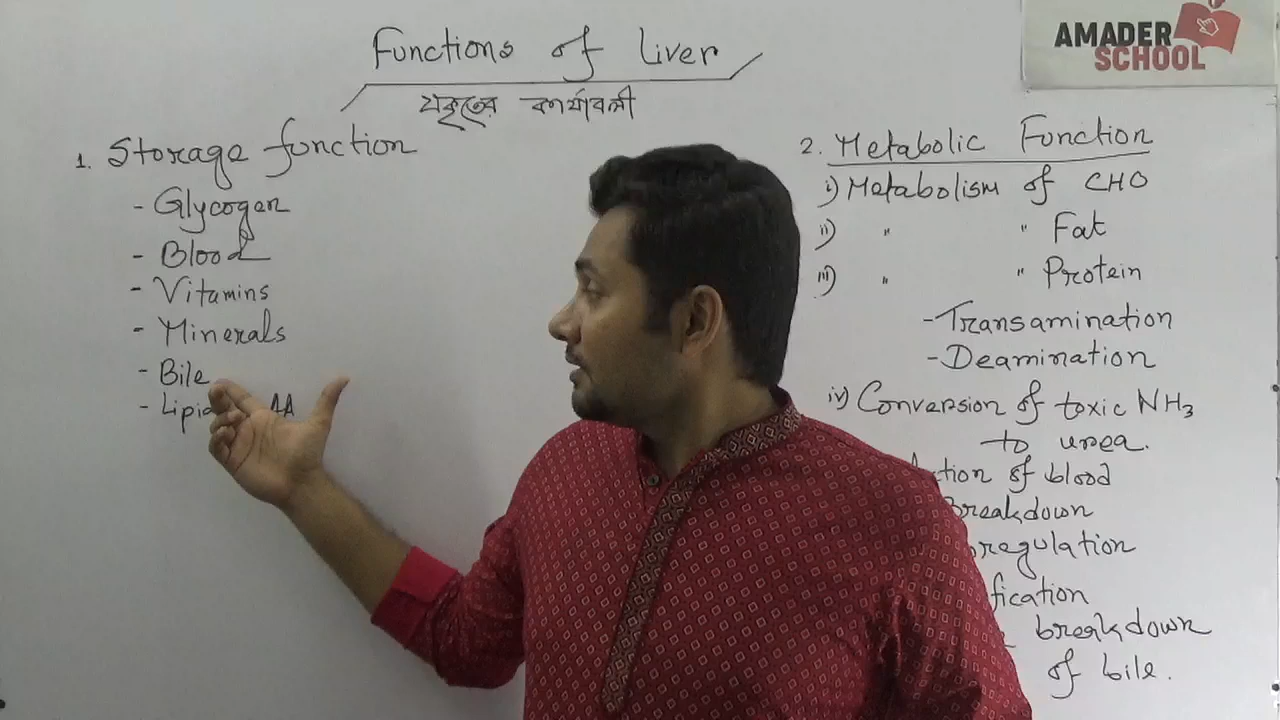 AMADER
SCHOOL
Functions of Liver
যকৃতের কার্যাবলী
1. Storage function
- Glycogen
- Blood
- Vitamins
- Minerals
- Bile
- Lipid AA
2. Metabolic Function
i) Metabolism of CHO
ii) " " Fat
iii) " " Protein
- Transamination
- Deamination
iv) Conversion of toxic NH3
to urea.
of blood
Breakdown
breakdown
of bile.